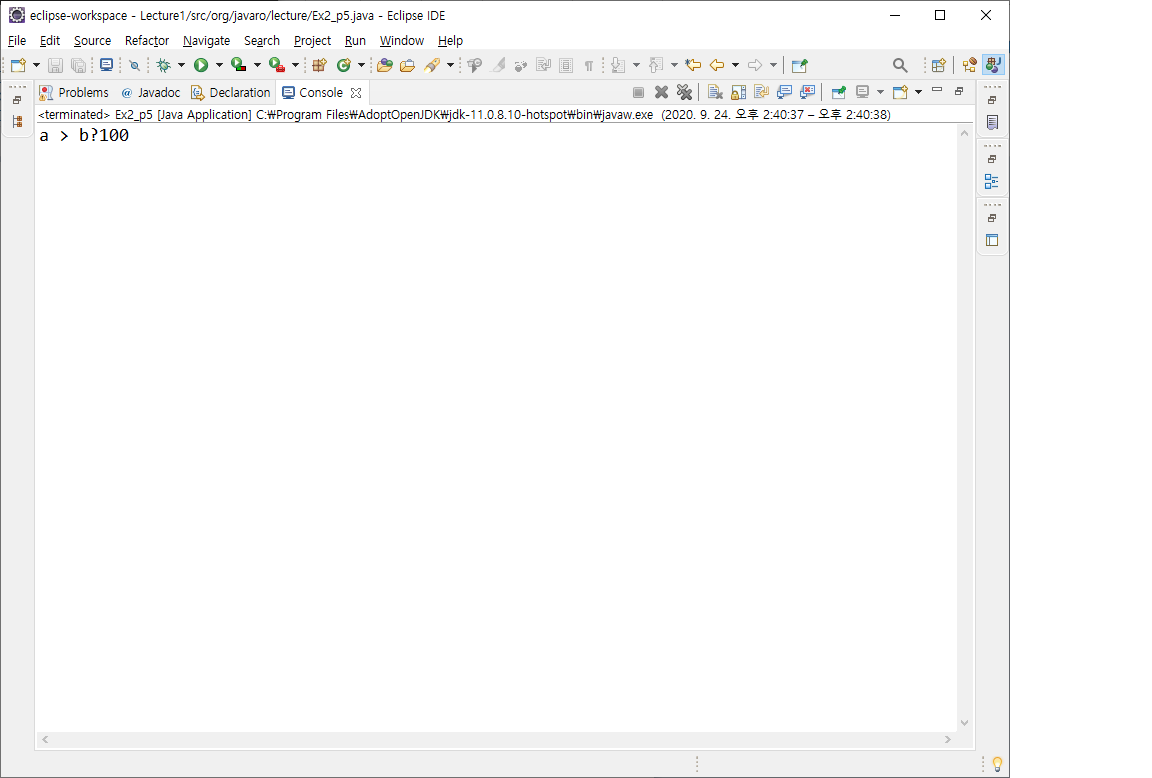 eclipse-workspace - Lecture1/src/org/javaro/lecture/Ex2_p5.java - Eclipse IDE
File Edit Source Refactor Navigate Search Project Run Window Help
Problems @ Javadoc Declaration Console
<terminated> Ex2_p5 [Java Application] C:₩Program Files₩AdoptOpenJDK₩jdk-11.0.8.10-hotspot₩bin₩javaw.exe (2020. 9. 24. 오후 2:40:37 – 오후 2:40:38)
a > b?100